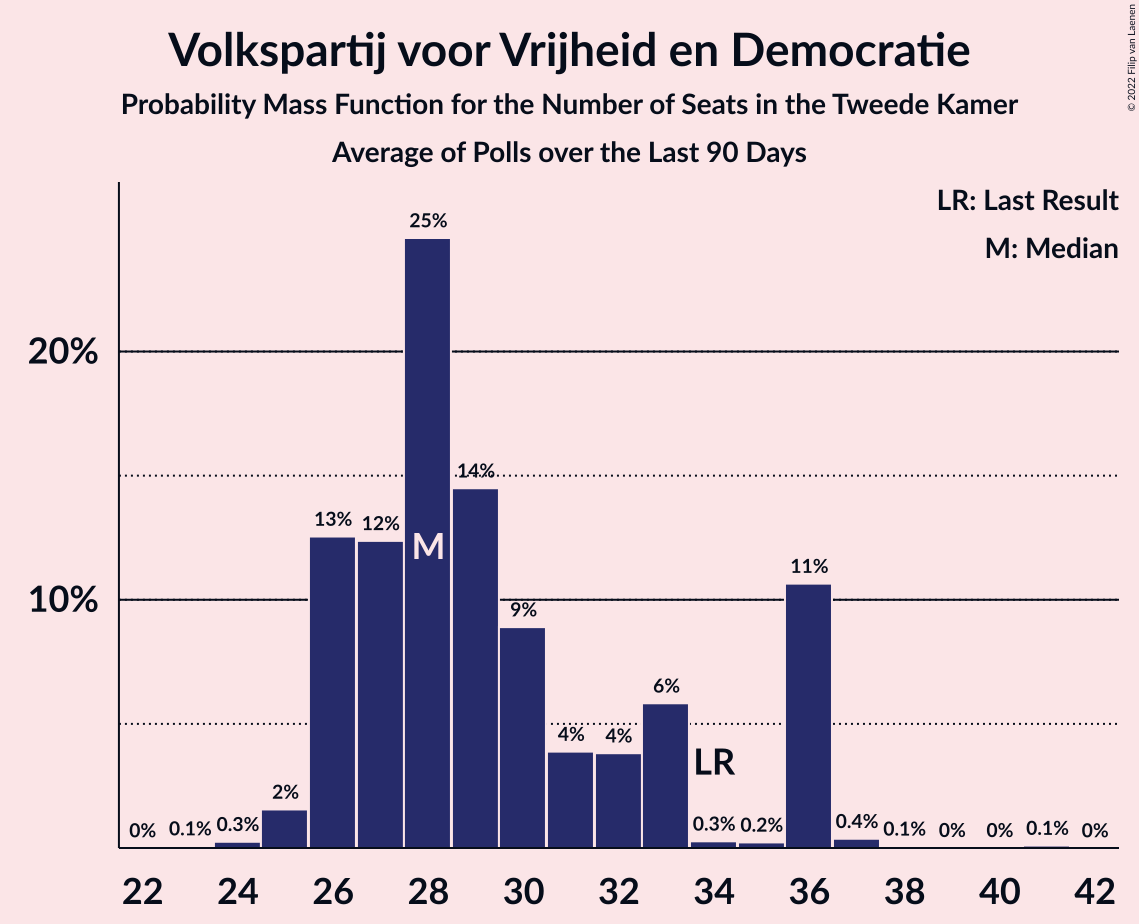 Volkspartij voor Vrijheid en Democratie
Probability Mass Function for the Number of Seats in the Tweede Kamer
Average of Polls over the Last 90 Days
© 2022 Filip van Laenen
LR: Last Result
M: Median
20%
10%
0%
0.1%
0.3%
2%
13%
12%
25%
M
14%
9%
4%
4%
6%
LR
0.3%
0.2%
11%
0.4%
0.1%
0%
0%
0.1%
0%
22 24 26 28 30 32 34 36 38 40 42